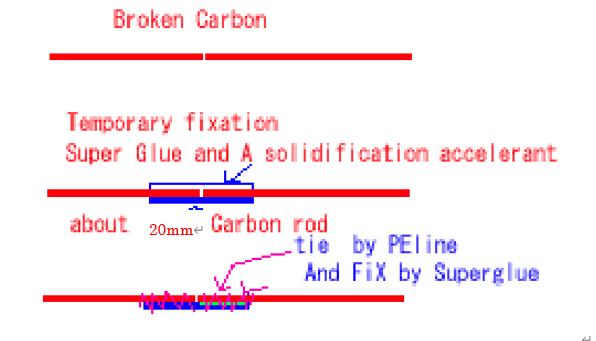 Broken Carbon
Temporary fixation
Super Glue and A solidification accelerant
about 20mm↵ Carbon rod
tie by PEline
And FiX by Superglue
↵